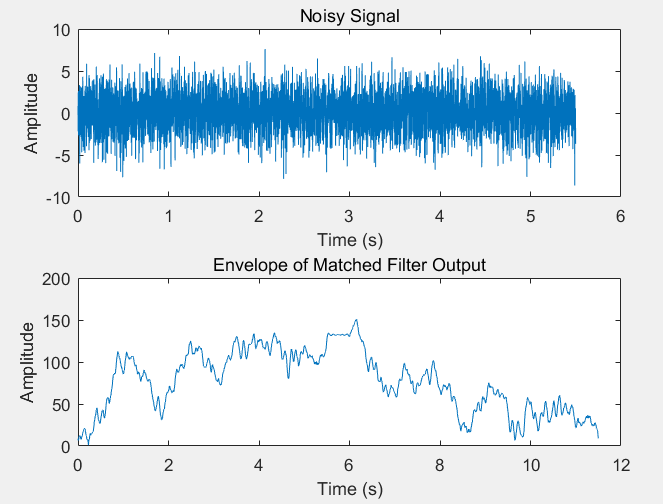 Noisy Signal
10
5
0
-5
-10
Amplitude
0 1 2 3 4 5 6
Time (s)
Envelope of Matched Filter Output
200
150
100
50
0
Amplitude
0 2 4 6 8 10 12
Time (s)